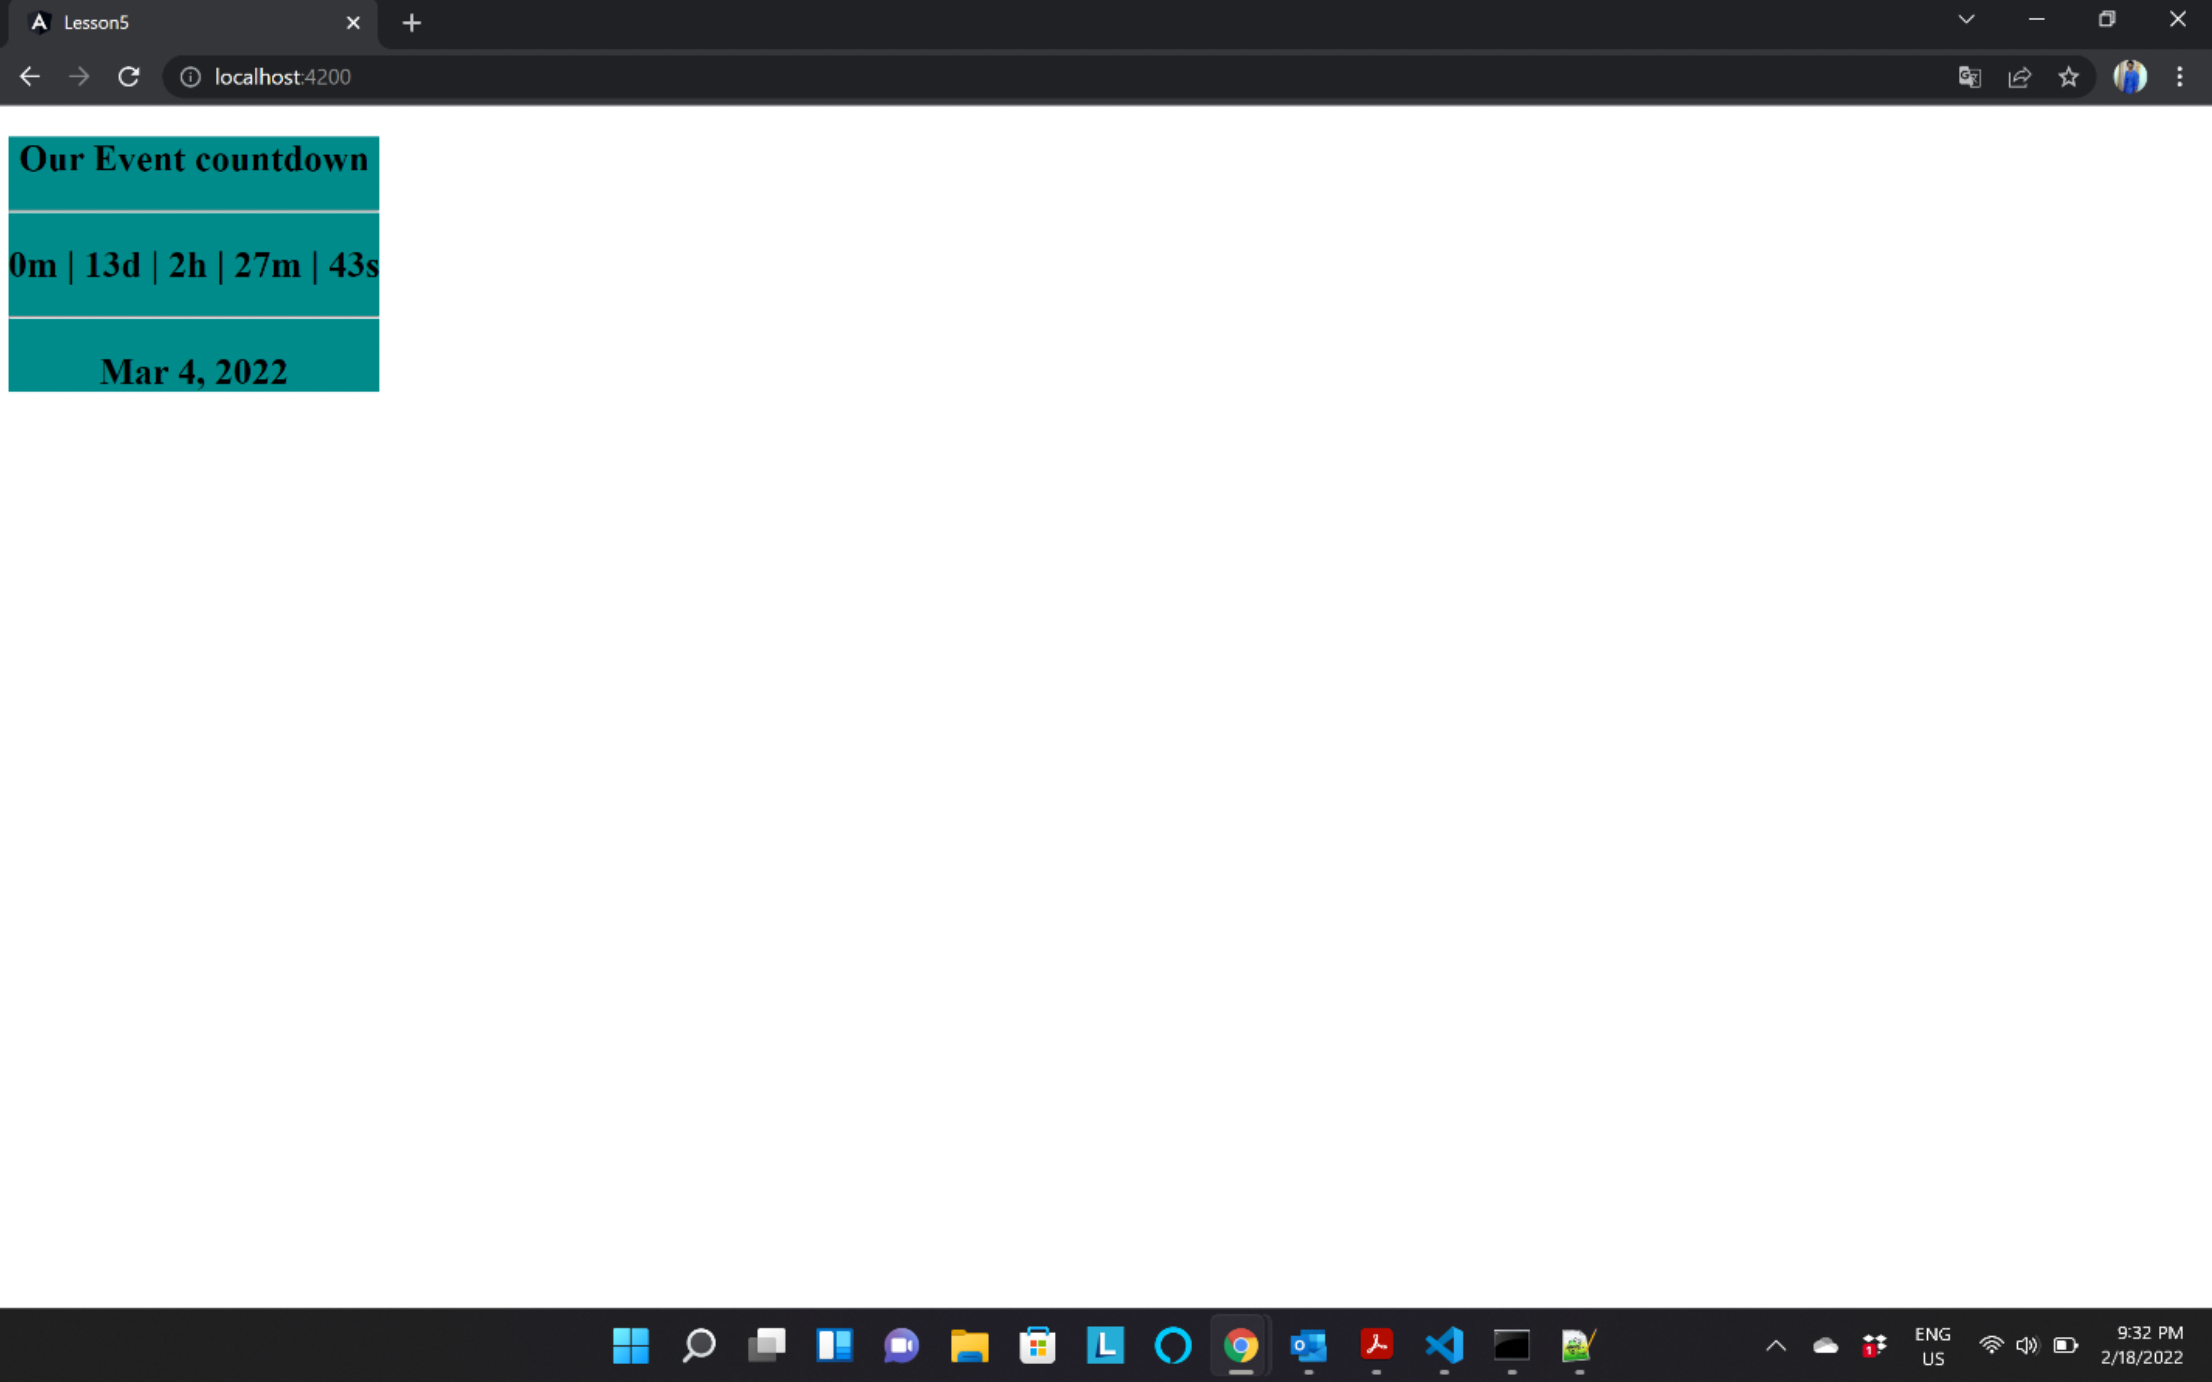 Lesson5
localhost:4200
Our Event countdown
0m | 13d | 2h | 27m | 43s
Mar 4, 2022
L
1
ENG
US
9:32 PM
2/18/2022